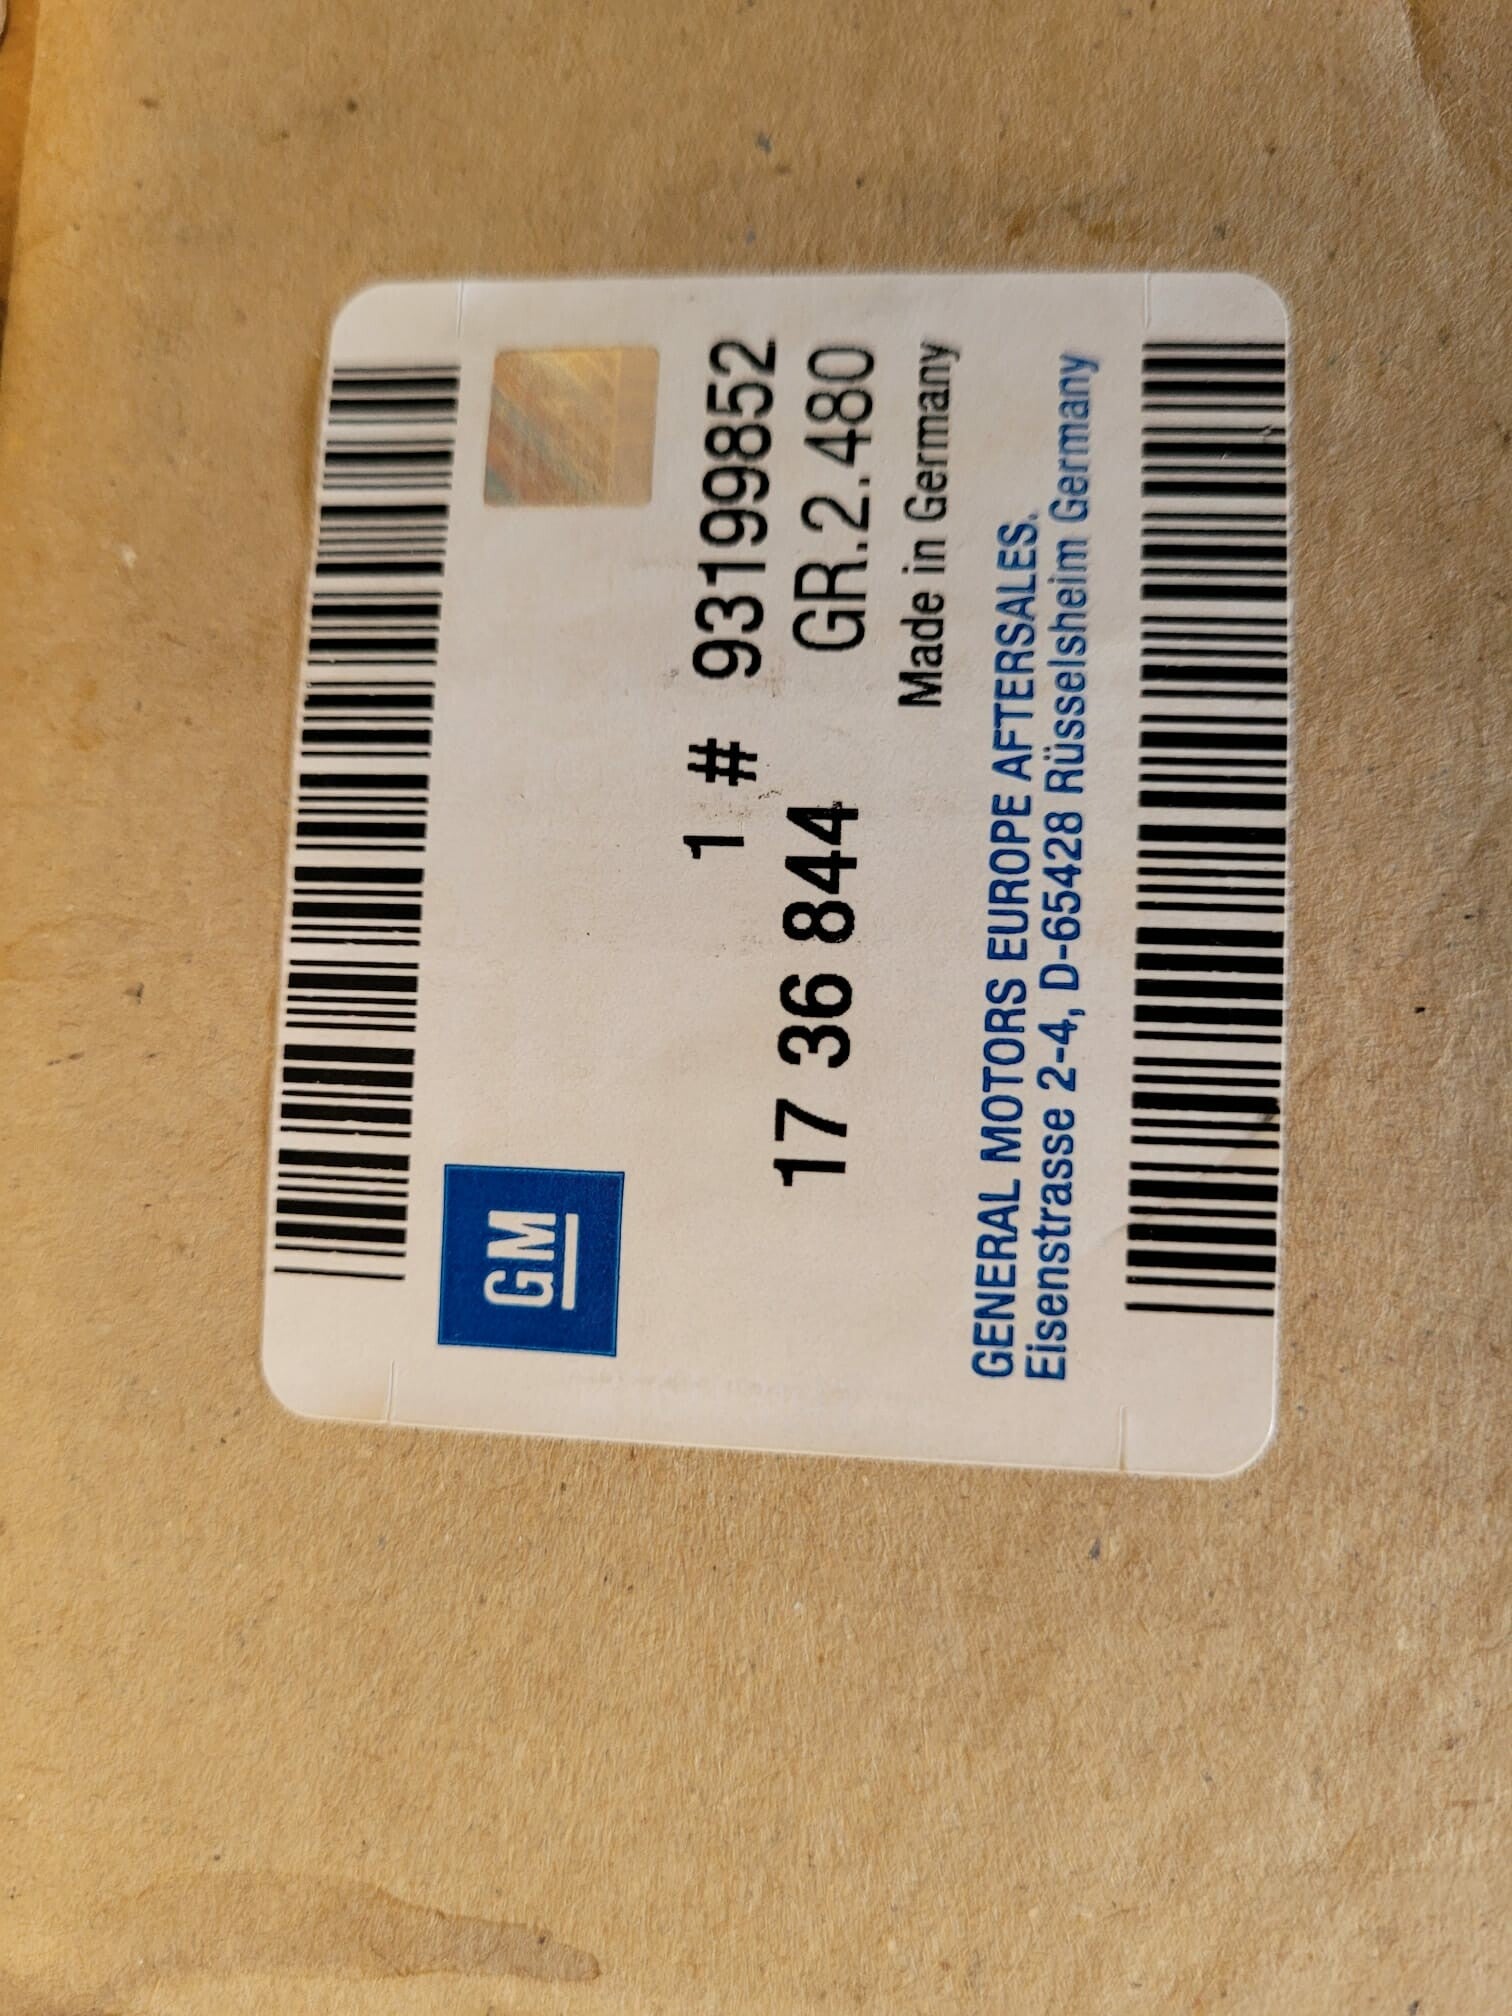 GM
1 # 93199852
17 36 844 GR.2.480
Made in Germany
GENERAL MOTORS EUROPE AFTERSALES.
Eisenstrasse 2-4, D-65428 Rüsselsheim Germany